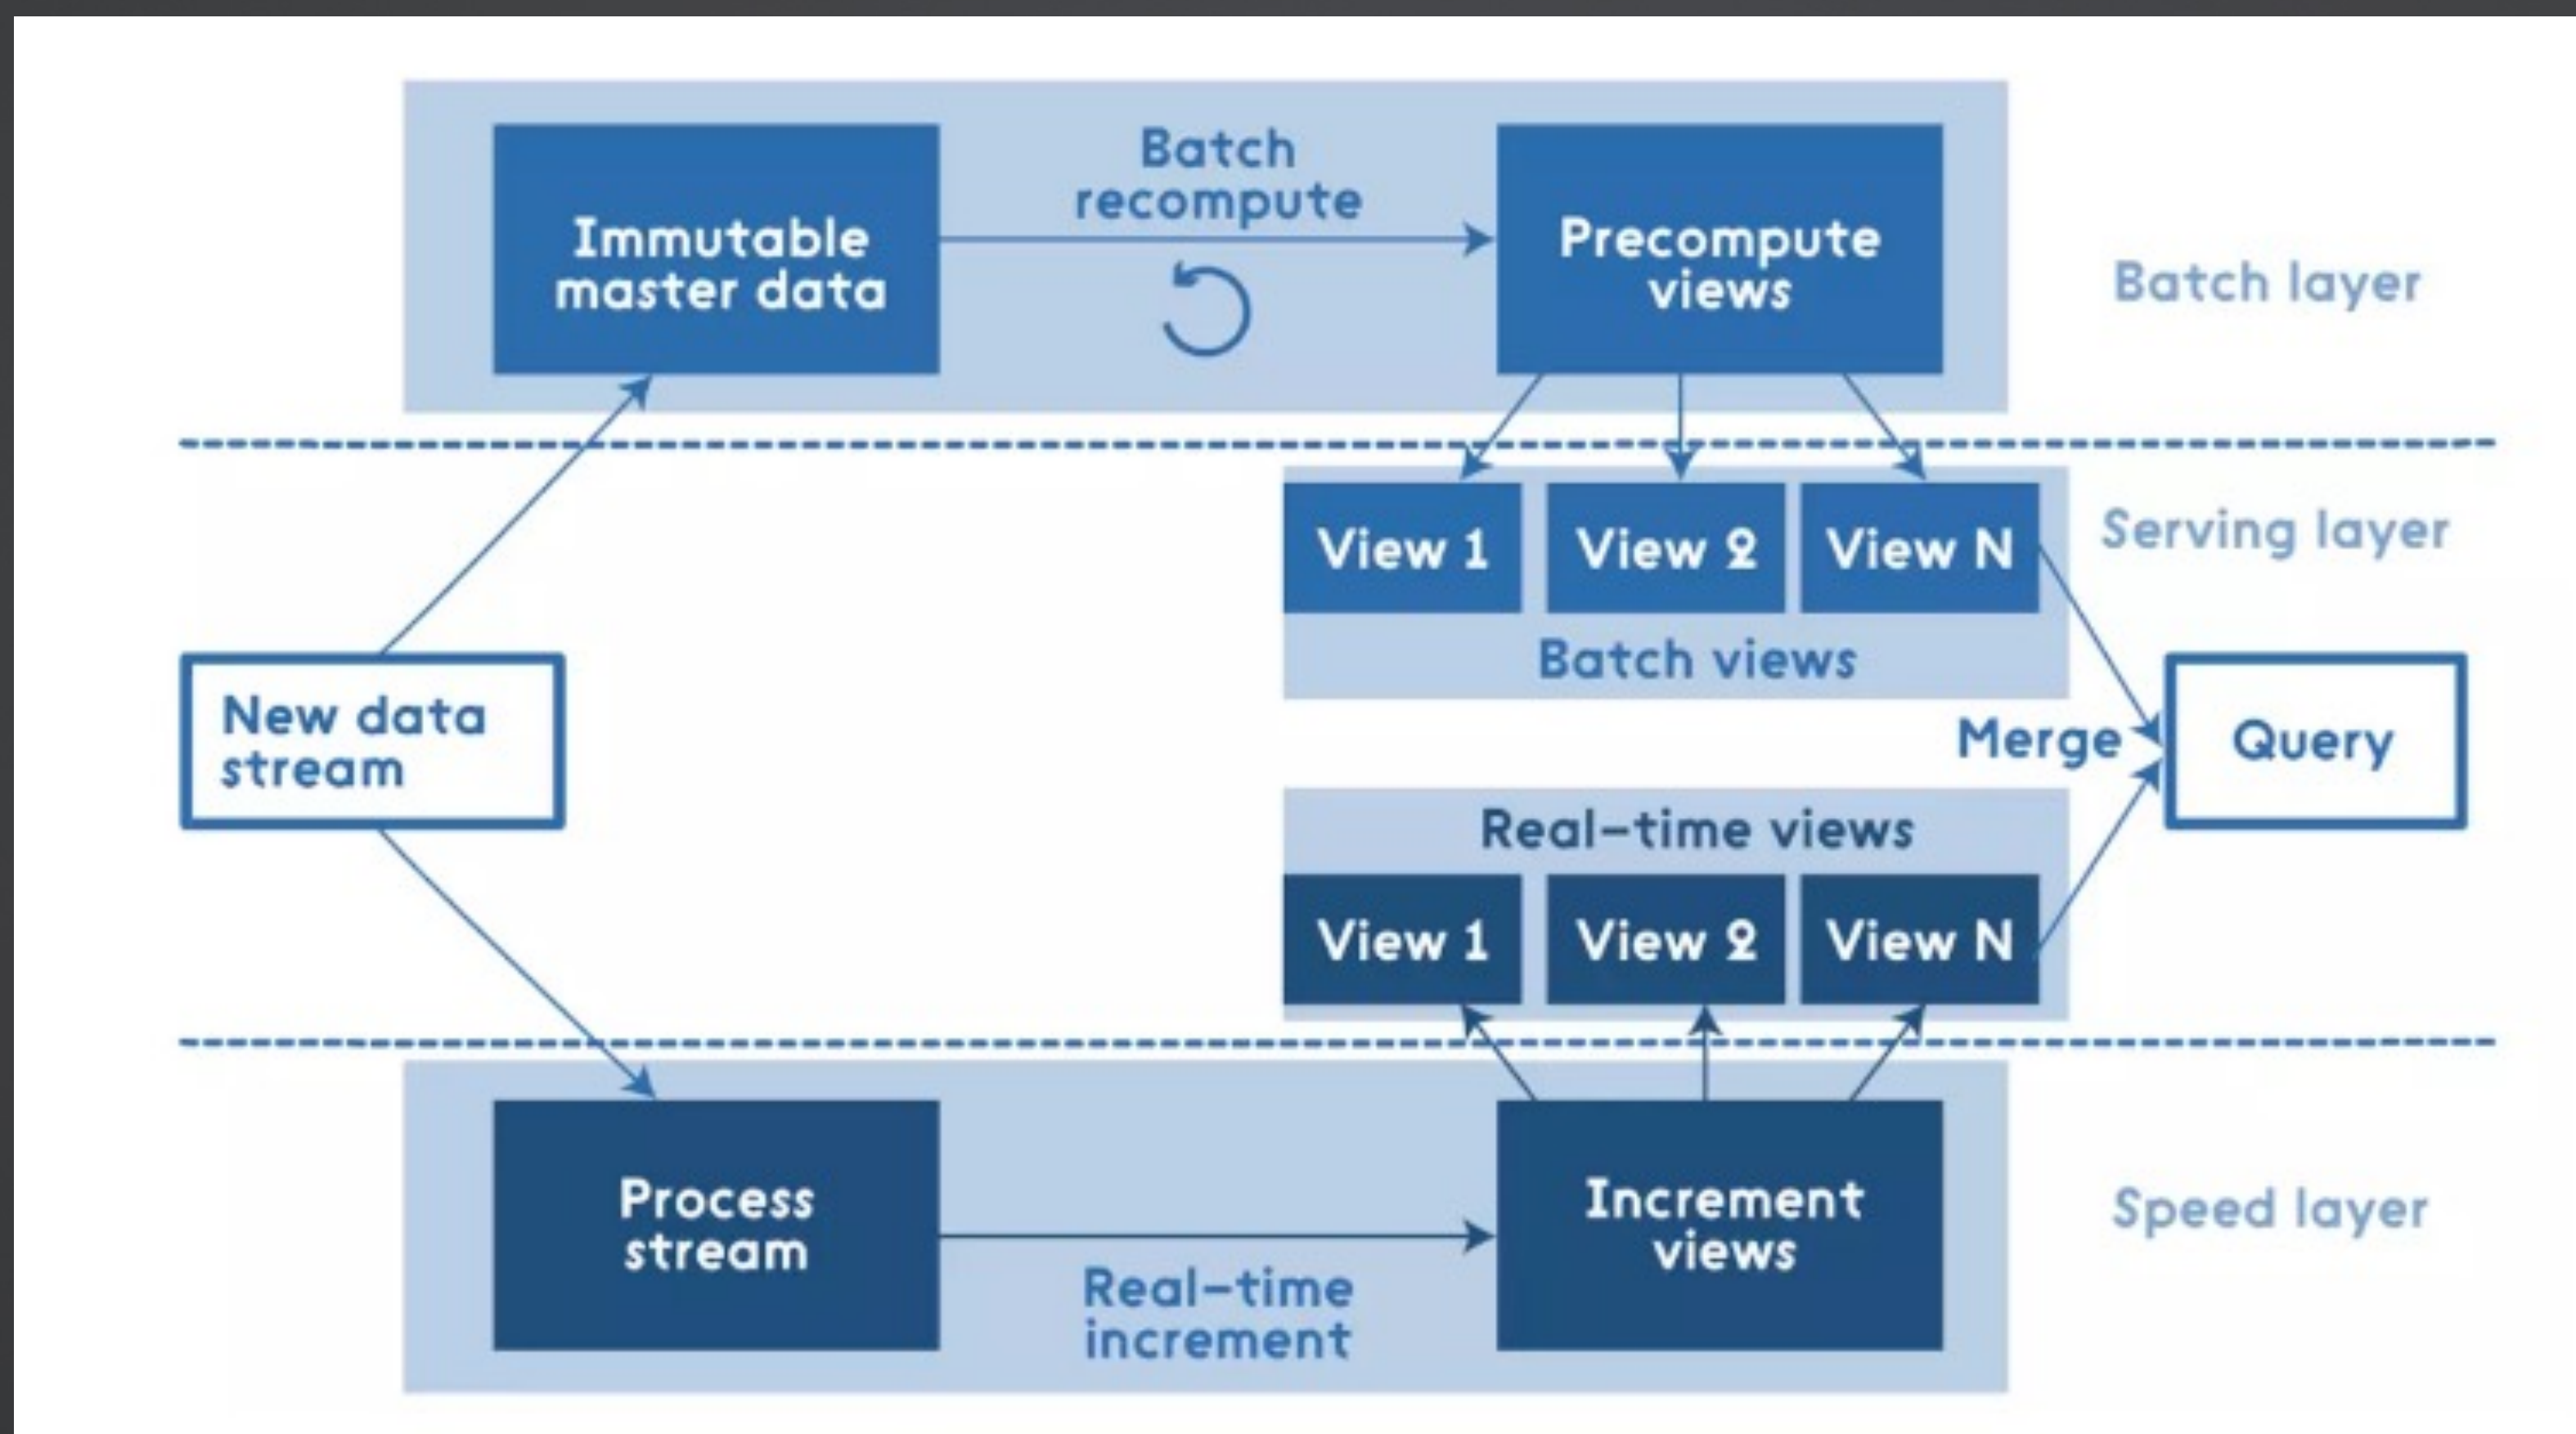 Immutable
master data
Batch
recompute
Precompute
views
Batch layer
View 1
View 2
View N
Serving layer
Batch views
New data
stream
Merge
Query
Real-time views
View 1
View 2
View N
Process
stream
Real-time
increment
Increment
views
Speed layer